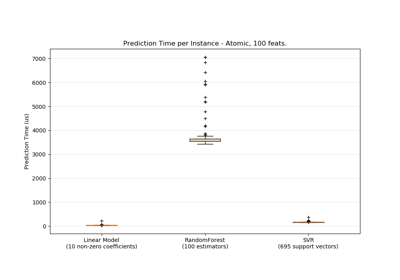 Prediction Time per Instance - Atomic, 100 feats.
7000
6000
5000
4000
3000
2000
1000
0
Prediction Time (us)
Linear Model
(10 non-zero coefficients)
RandomForest
(100 estimators)
SVR
(695 support vectors)